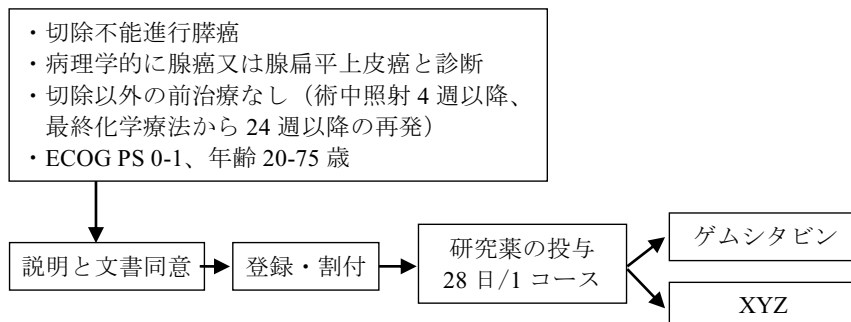 ・切除不能進行膵癌
・病理学的に腺癌又は腺扁平上皮癌と診断
・切除以外の前治療なし（術中照射 4 週以降、
最終化学療法から 24 週以降の再発）
・ECOG PS 0-1、年齢 20-75 歳
説明と文書同意
登録・割付
研究薬の投与
28 日/1 コース
ゲムシタビン
XYZ